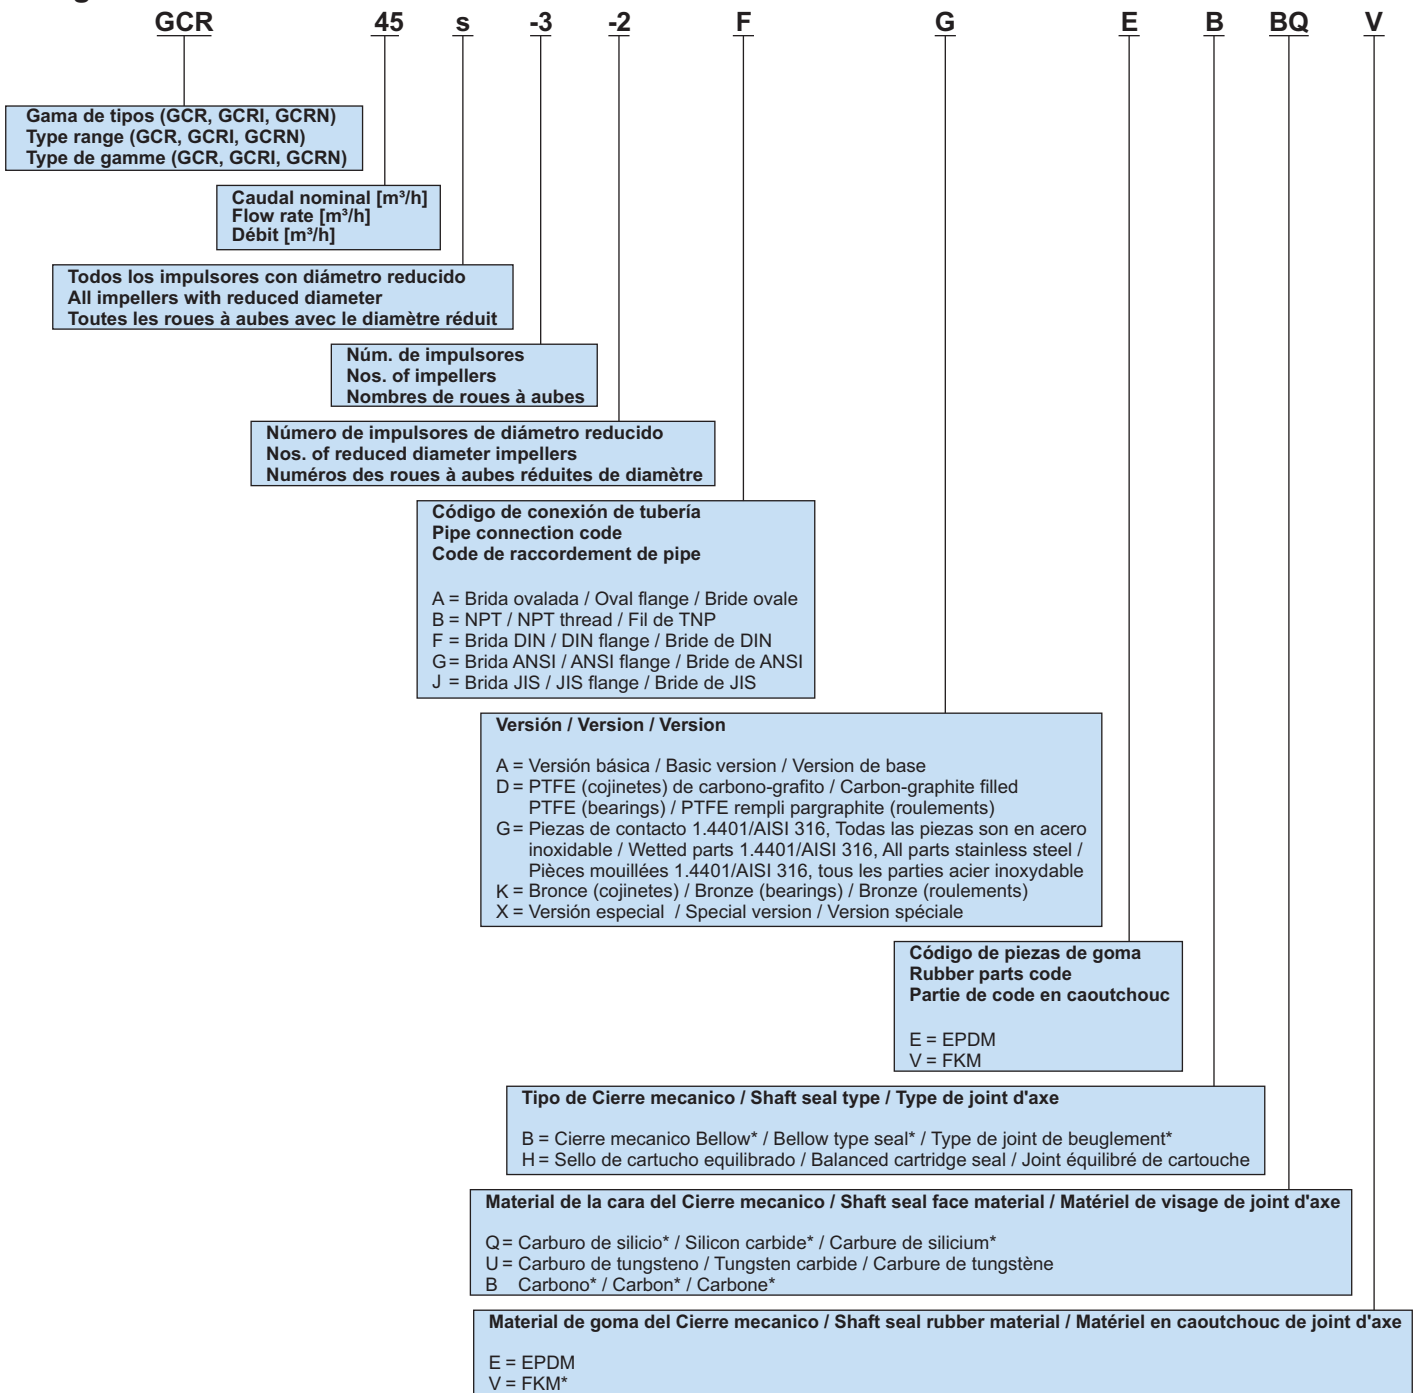 GCR 45 s -3 -2 F G E B BQ V
Gama de tipos (GCR, GCRI, GCRN)
Type range (GCR, GCRI, GCRN)
Type de gamme (GCR, GCRI, GCRN)
Caudal nominal [m³/h]
Flow rate [m³/h]
Débit [m³/h]
Todos los impulsores con diámetro reducido
All impellers with reduced diameter
Toutes les roues à aubes avec le diamètre réduit
Núm. de impulsores
Nos. of impellers
Nombres de roues à aubes
Número de impulsores de diámetro reducido
Nos. of reduced diameter impellers
Numéros des roues à aubes réduites de diamètre
Código de conexión de tubería
Pipe connection code
Code de raccordement de pipe
A = Brida ovalada / Oval flange / Bride ovale
B = NPT / NPT thread / Fil de TNP
F = Brida DIN / DIN flange / Bride de DIN
G = Brida ANSI / ANSI flange / Bride de ANSI
J = Brida JIS / JIS flange / Bride de JIS
Versión / Version / Version
A = Versión básica / Basic version / Version de base
D = PTFE (cojinetes) de carbono-grafito / Carbon-graphite filled
PTFE (bearings) / PTFE rempli pargraphite (roulements)
G = Piezas de contacto 1.4401/AISI 316, Todas las piezas son en acero
inoxidable / Wetted parts 1.4401/AISI 316, All parts stainless steel /
Pièces mouillées 1.4401/AISI 316, tous les parties acier inoxydable
K = Bronce (cojinetes) / Bronze (bearings) / Bronze (roulements)
X = Versión especial / Special version / Version spéciale
Código de piezas de goma
Rubber parts code
Partie de code en caoutchouc
E = EPDM
V = FKM
Tipo de Cierre mecanico / Shaft seal type / Type de joint d'axe
B = Cierre mecanico Bellow* / Bellow type seal* / Type de joint de beuglement*
H = Sello de cartucho equilibrado / Balanced cartridge seal / Joint équilibré de cartouche
Material de la cara del Cierre mecanico / Shaft seal face material / Matériel de visage de joint d'axe
Q = Carburo de silicio* / Silicon carbide* / Carbure de silicium*
U = Carburo de tungsteno / Tungsten carbide / Carbure de tungstène
B Carbono* / Carbon* / Carbone*
Material de goma del Cierre mecanico / Shaft seal rubber material / Matériel en caoutchouc de joint d'axe
E = EPDM
V = FKM*